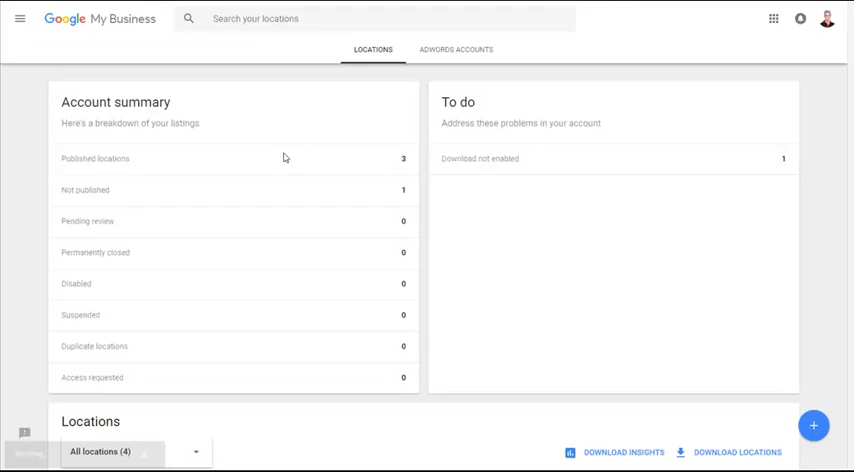 Google My Business
Search your locations
LOCATIONS
ADWORDS ACCOUNTS
Account summary
Here's a breakdown of your listings
Published locations 3
Not published 1
Pending review 0
Permanently closed 0
Disabled 0
Suspended 0
Duplicate locations 0
Access requested 0
To do
Address these problems in your account
Download not enabled 1
Locations
All locations (4)
DOWNLOAD INSIGHTS
DOWNLOAD LOCATIONS